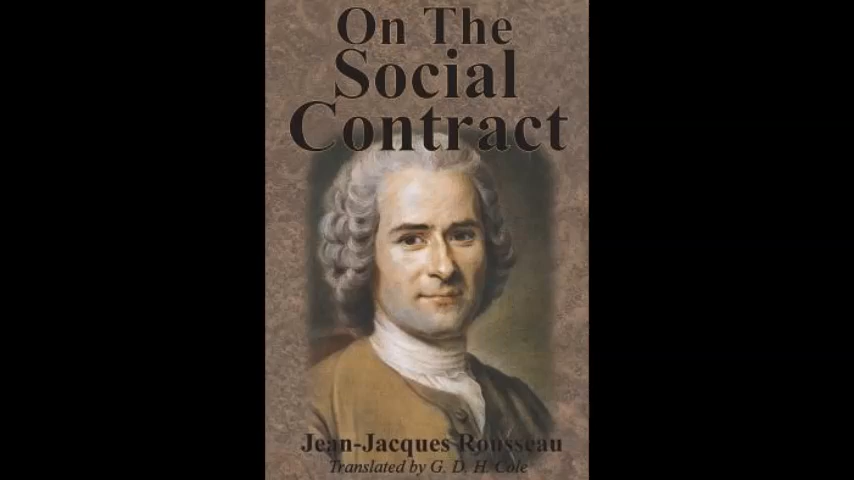 On The
Social
Contract
Jean-Jacques Rousseau
Translated by G. D. H. Cole